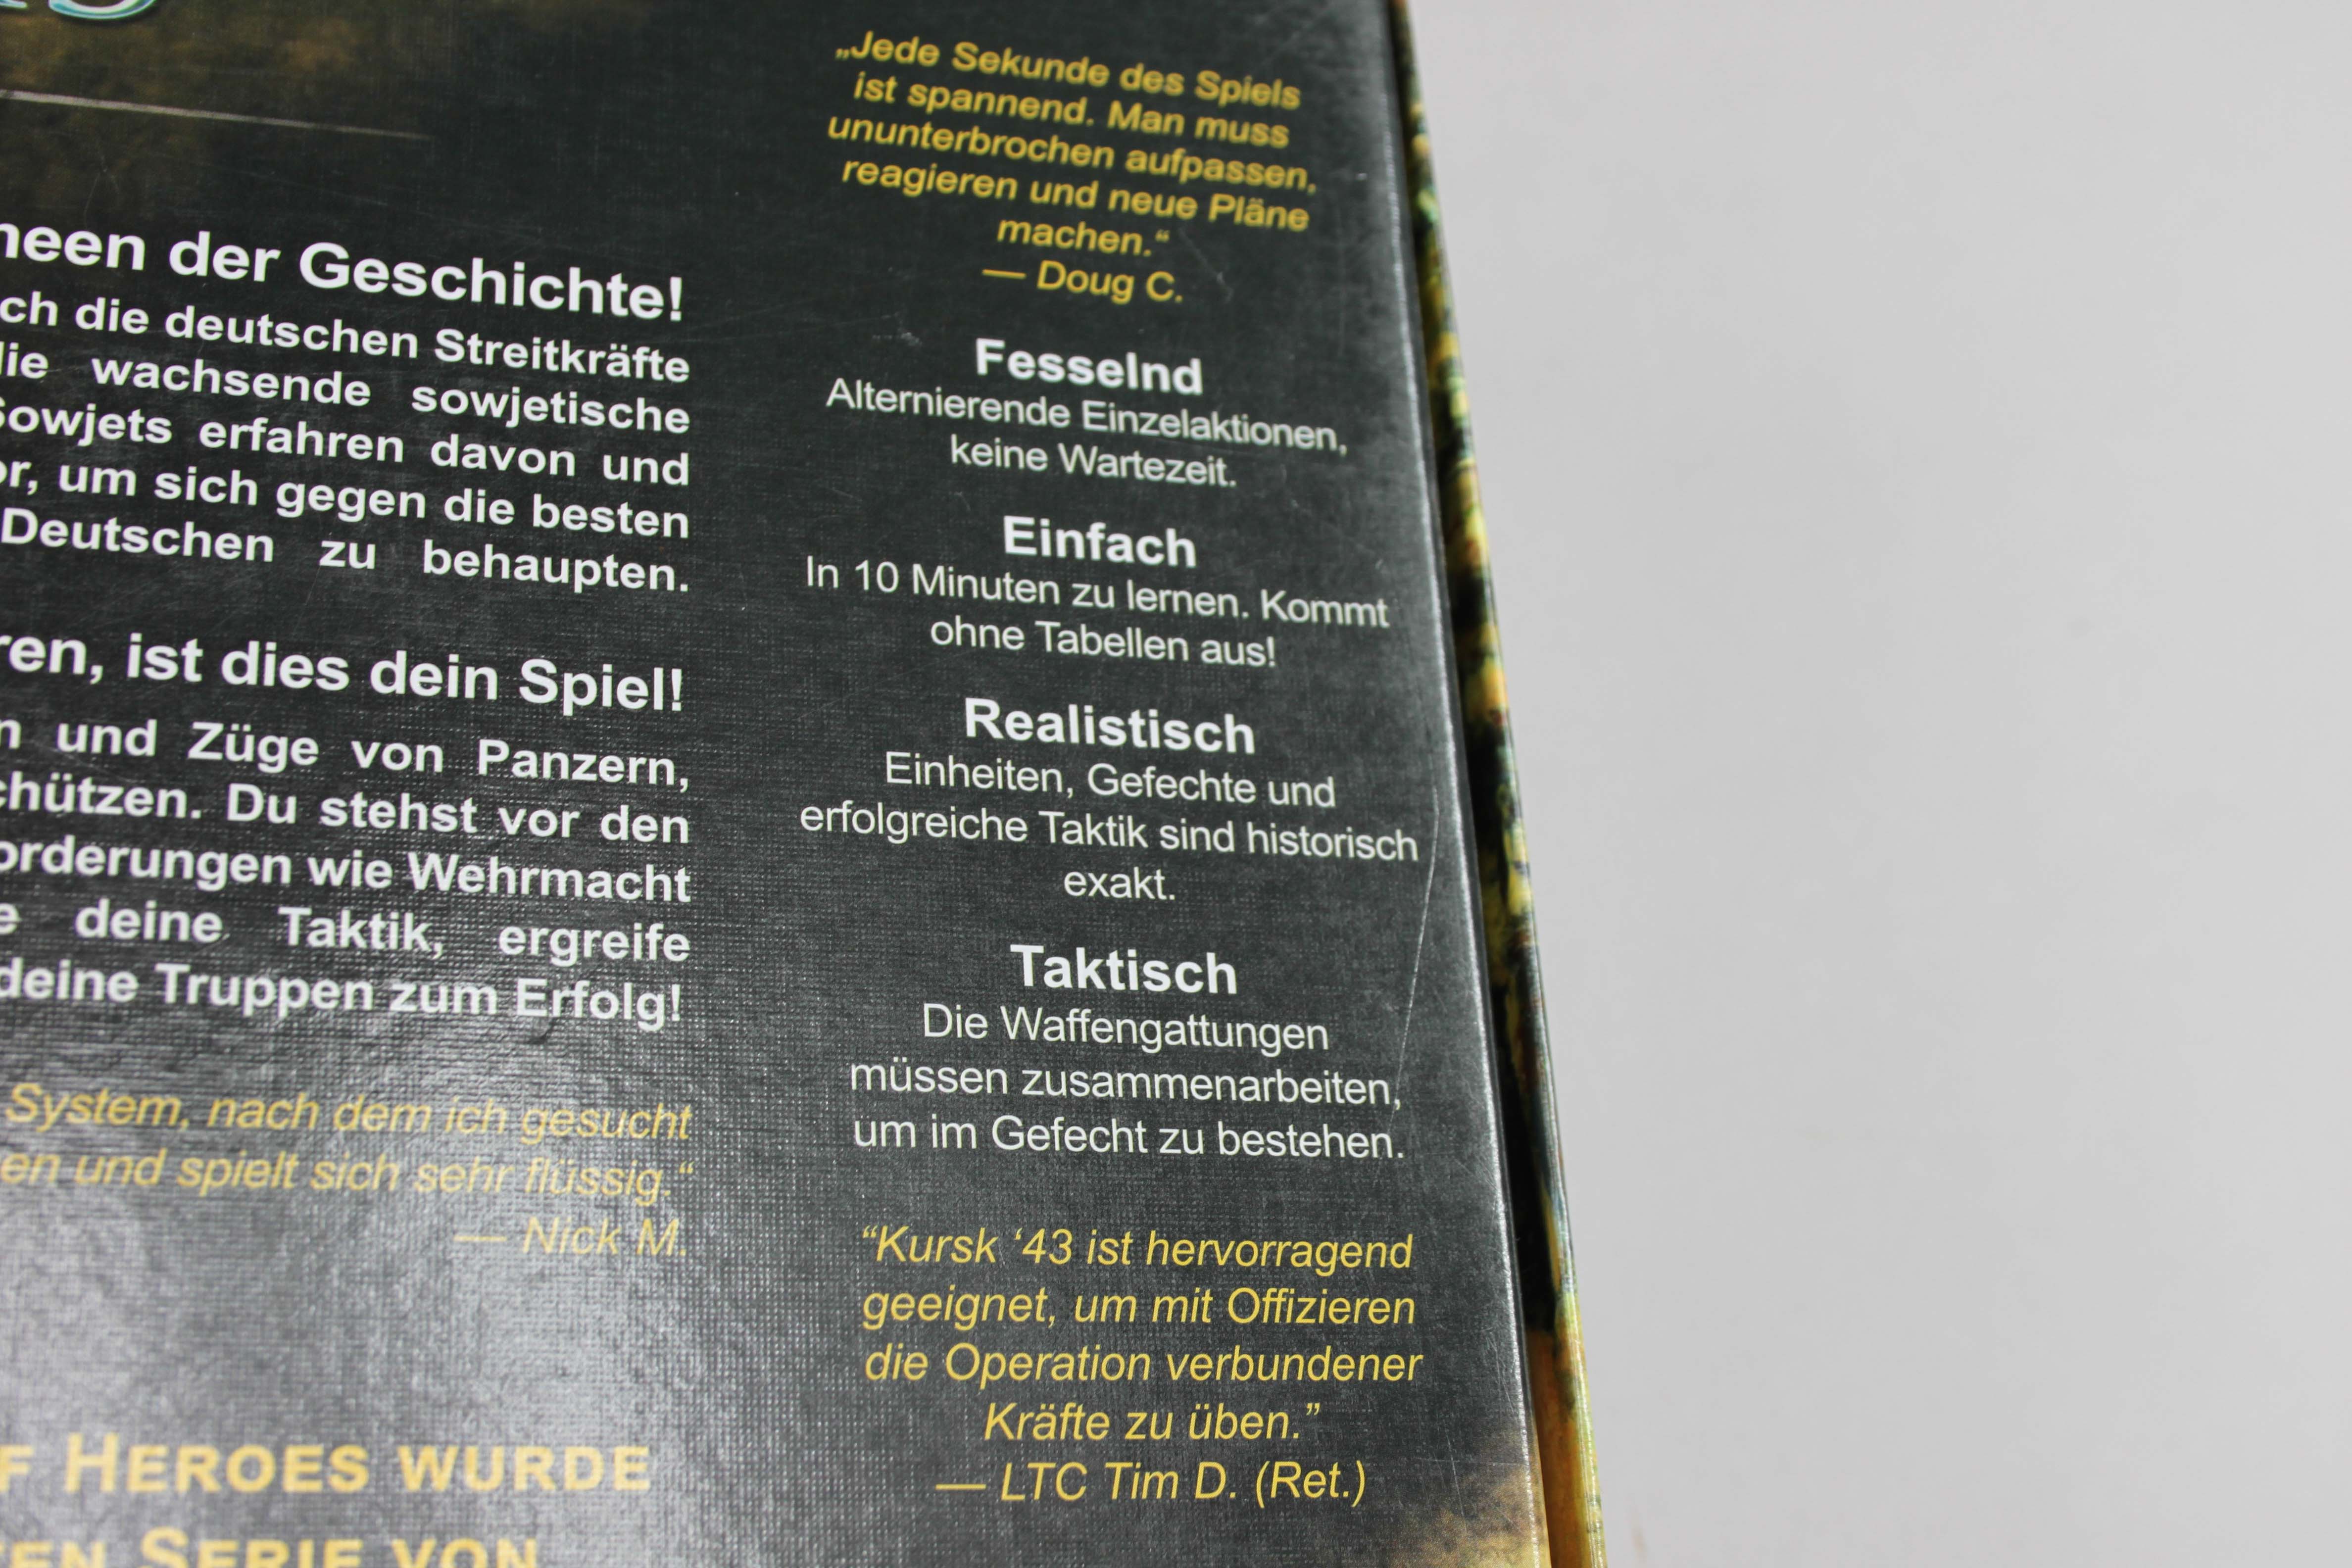 neen der Geschichte!
ch die deutschen Streitkräfte
die wachsende sowjetische
Sowjets erfahren davon und
or, um sich gegen die besten
Deutschen zu behaupten.
ren, ist dies dein Spiel!
n und Züge von Panzern,
chützen. Du stehst vor den
orderungen wie Wehrmacht
e deine Taktik, ergreife
deine Truppen zum Erfolg!
System, nach dem ich gesucht
en und spielt sich sehr flüssig.“
— Nick M.
F HEROES WURDE
TEN SERIE VON
„Jede Sekunde des Spiels
ist spannend. Man muss
ununterbrochen aufpassen,
reagieren und neue Pläne
machen.“
— Doug C.
Fesselnd
Alternierende Einzelaktionen,
keine Wartezeit.
Einfach
In 10 Minuten zu lernen. Kommt
ohne Tabellen aus!
Realistisch
Einheiten, Gefechte und
erfolgreiche Taktik sind historisch
exakt.
Taktisch
Die Waffengattungen
müssen zusammenarbeiten,
um im Gefecht zu bestehen.
“Kursk ‘43 ist hervorragend
geeignet, um mit Offizieren
die Operation verbundener
Kräfte zu üben.”
— LTC Tim D. (Ret.)